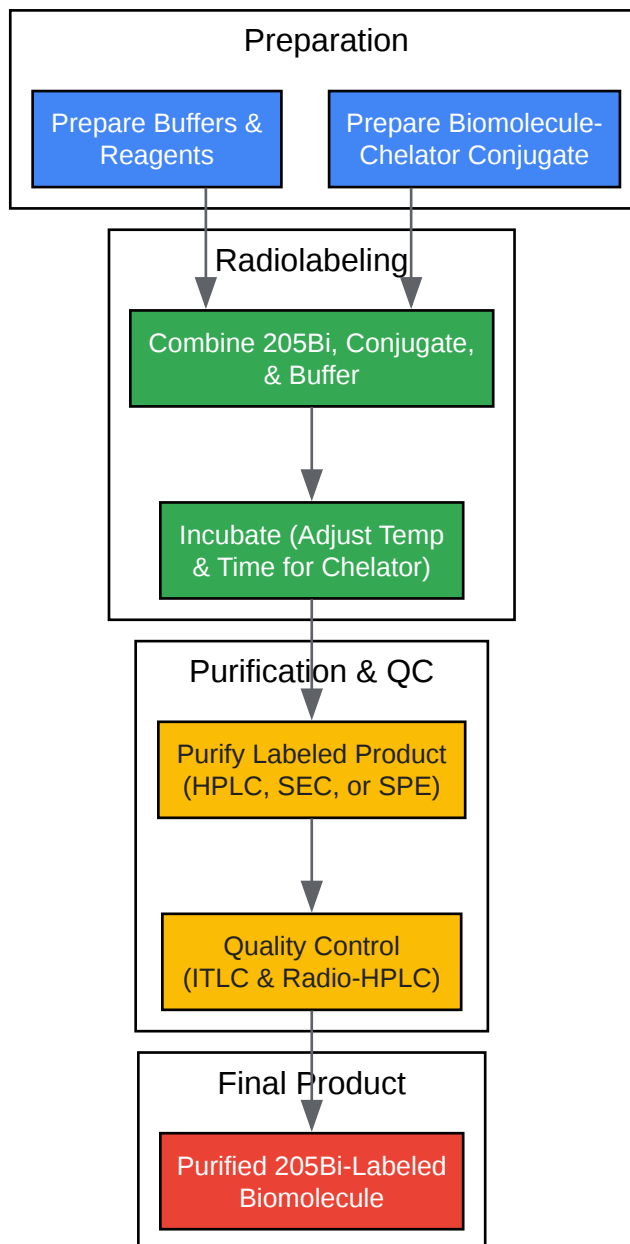 Preparation
Prepare Buffers &
Reagents
Prepare Biomolecule-
Chelator Conjugate
Radiolabeling
Combine 205Bi, Conjugate,
& Buffer
Incubate (Adjust Temp
& Time for Chelator)
Purification & QC
Purify Labeled Product
(HPLC, SEC, or SPE)
Quality Control
(ITLC & Radio-HPLC)
Final Product
Purified 205Bi-Labeled
Biomolecule